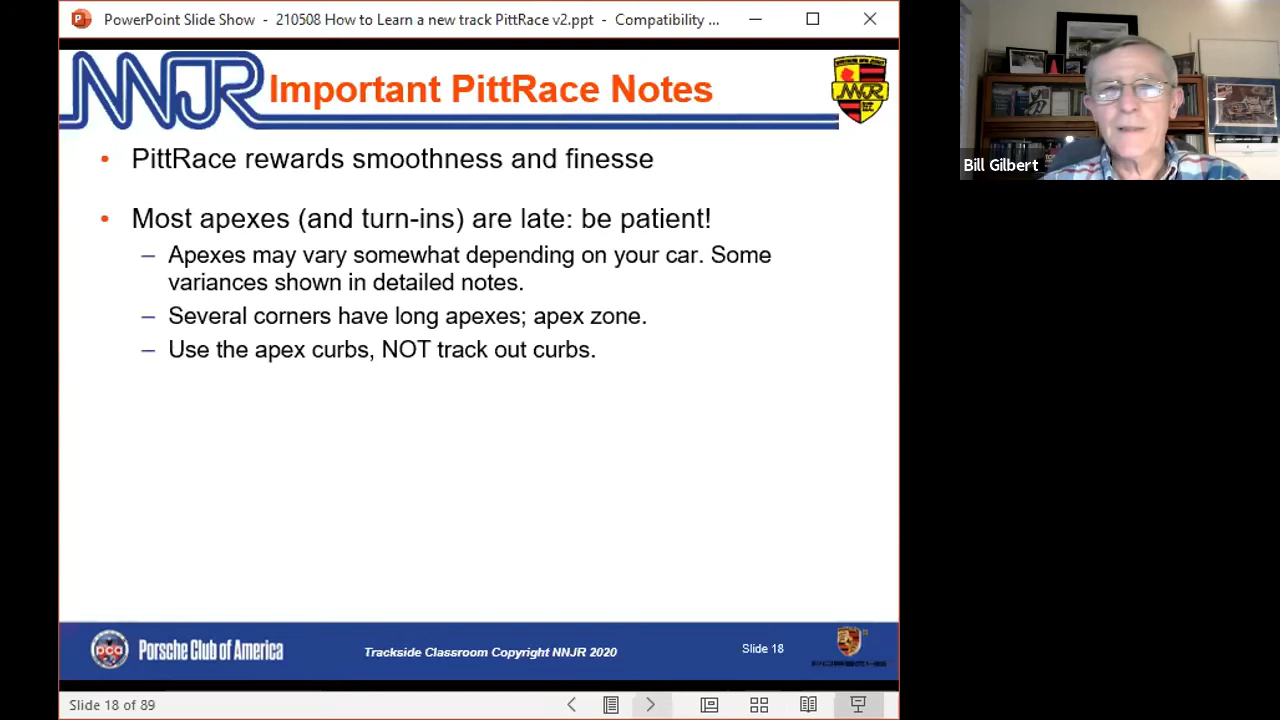 PowerPoint Slide Show - 210508 How to Learn a new track PittRace v2.ppt - Compatibility ...
NNJR Important PittRace Notes
• PittRace rewards smoothness and finesse
• Most apexes (and turn-ins) are late: be patient!
– Apexes may vary somewhat depending on your car. Some
variances shown in detailed notes.
– Several corners have long apexes; apex zone.
– Use the apex curbs, NOT track out curbs.
pca Porsche Club of America
Trackside Classroom Copyright NNJR 2020
Slide 18
PORSCHE
Slide 18 of 89
Bill Gilbert